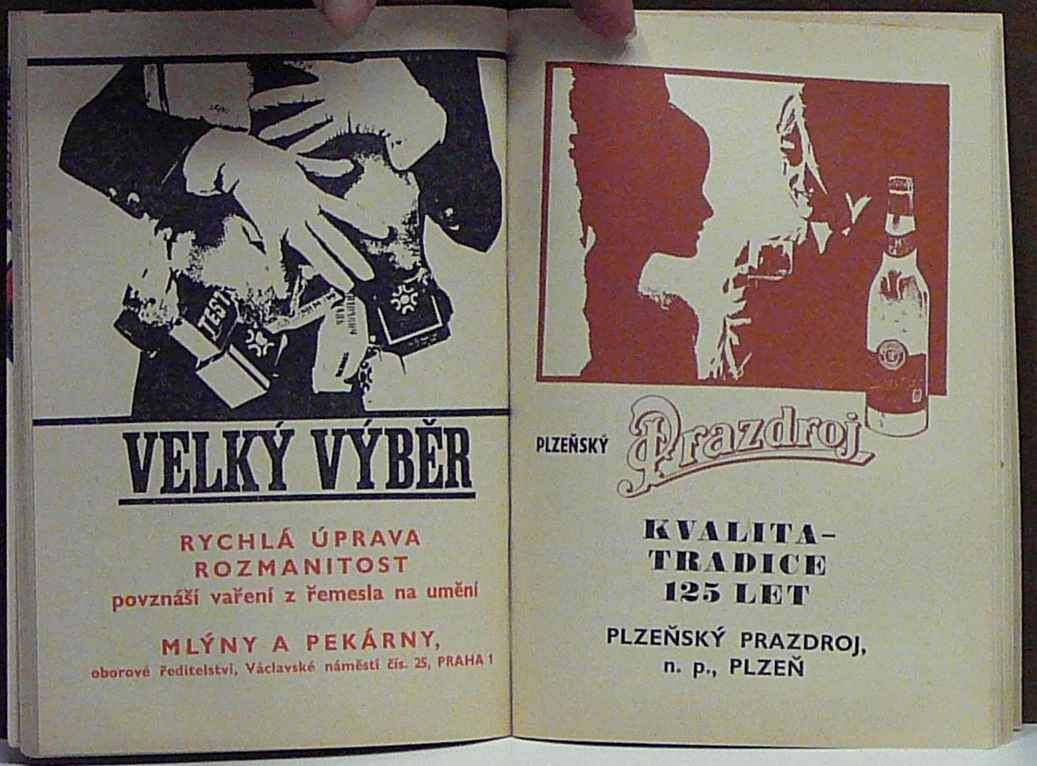 TEST
VELKÝ VÝBĚR
RYCHLÁ ÚPRAVA
ROZMANITOST
povznáší vaření z řemesla na umění
MLÝNY A PEKÁRNY,
oborové ředitelství, Václavské náměstí čís. 25, PRAHA 1
PLZEŇSKÝ Prazdroj
KVALITA–
TRADICE
125 LET
PLZEŇSKÝ PRAZDROJ,
n. p., PLZEŇ